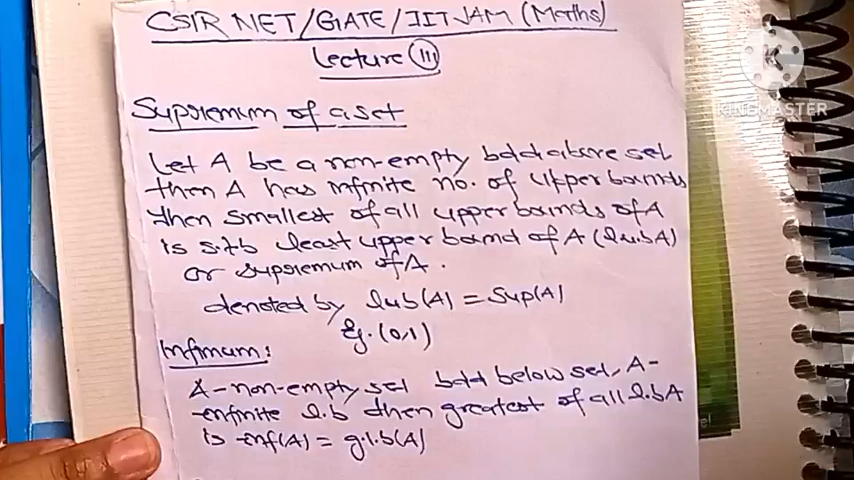 CSIR NET/GATE/IIT JAM (Maths)
Lecture (III)
KINEMASTER
Supremum of a set
Let A be a non-empty bdd above set
then A has infinite no. of upper bounds
then smallest of all upper bounds of A
is s.t.b least upper bound of A (l.u.b A)
or supremum of A.
denoted by lub(A) = Sup(A)
Eg. (0,1)
Infimum:
A - non-empty set bdd below set, A -
infinite l.b then greatest of all l.b A
is inf(A) = g.l.b(A)